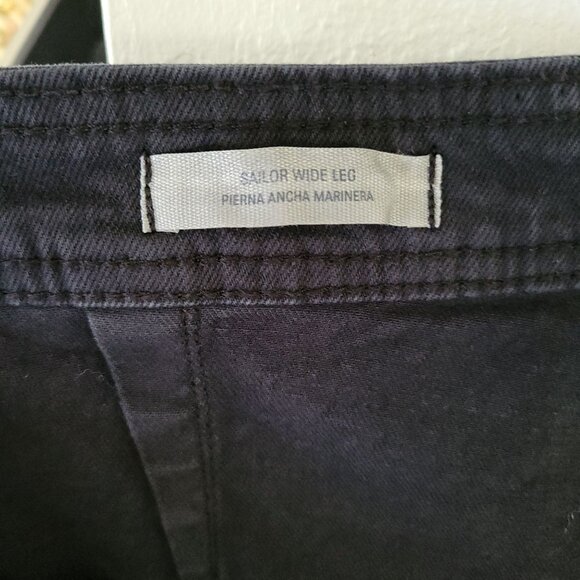 SAILOR WIDE LEG
PIERNA ANCHA MARINERA